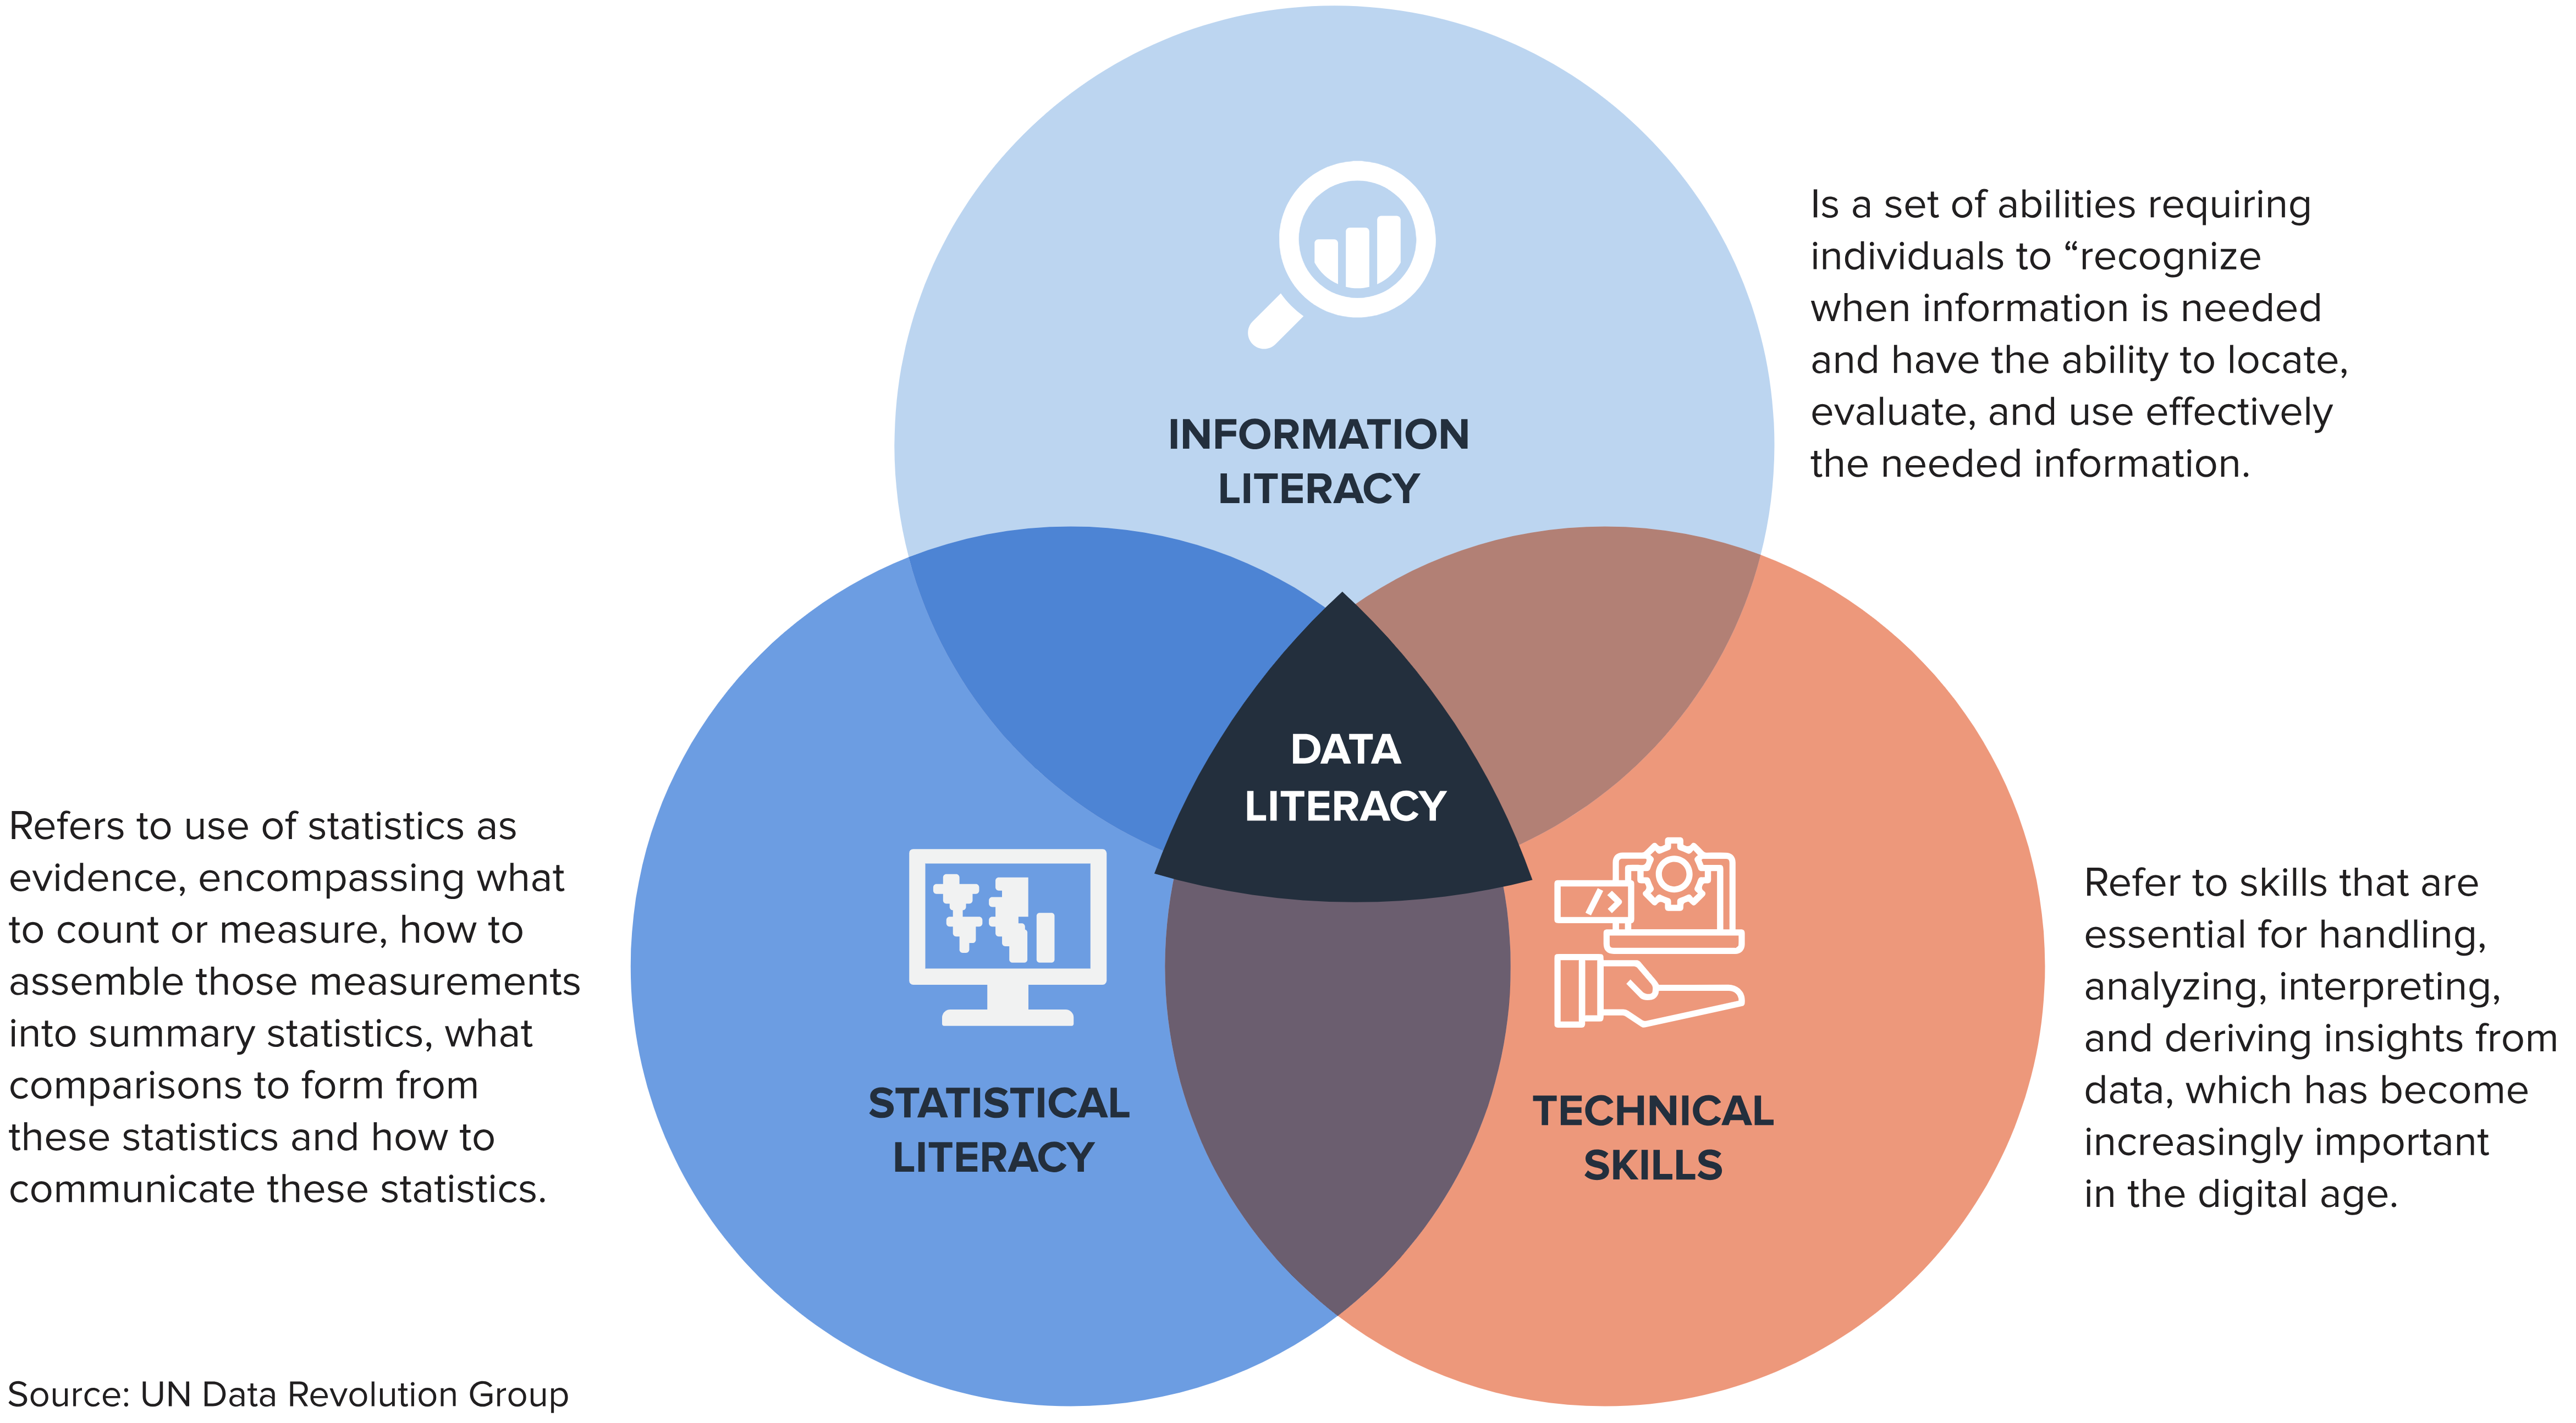 Is a set of abilities requiring
individuals to “recognize
when information is needed
and have the ability to locate,
evaluate, and use effectively
the needed information.
INFORMATION
LITERACY
DATA
LITERACY
Refers to use of statistics as
evidence, encompassing what
to count or measure, how to
assemble those measurements
into summary statistics, what
comparisons to form from
these statistics and how to
communicate these statistics.
STATISTICAL
LITERACY
TECHNICAL
SKILLS
Refer to skills that are
essential for handling,
analyzing, interpreting,
and deriving insights from
data, which has become
increasingly important
in the digital age.
Source: UN Data Revolution Group